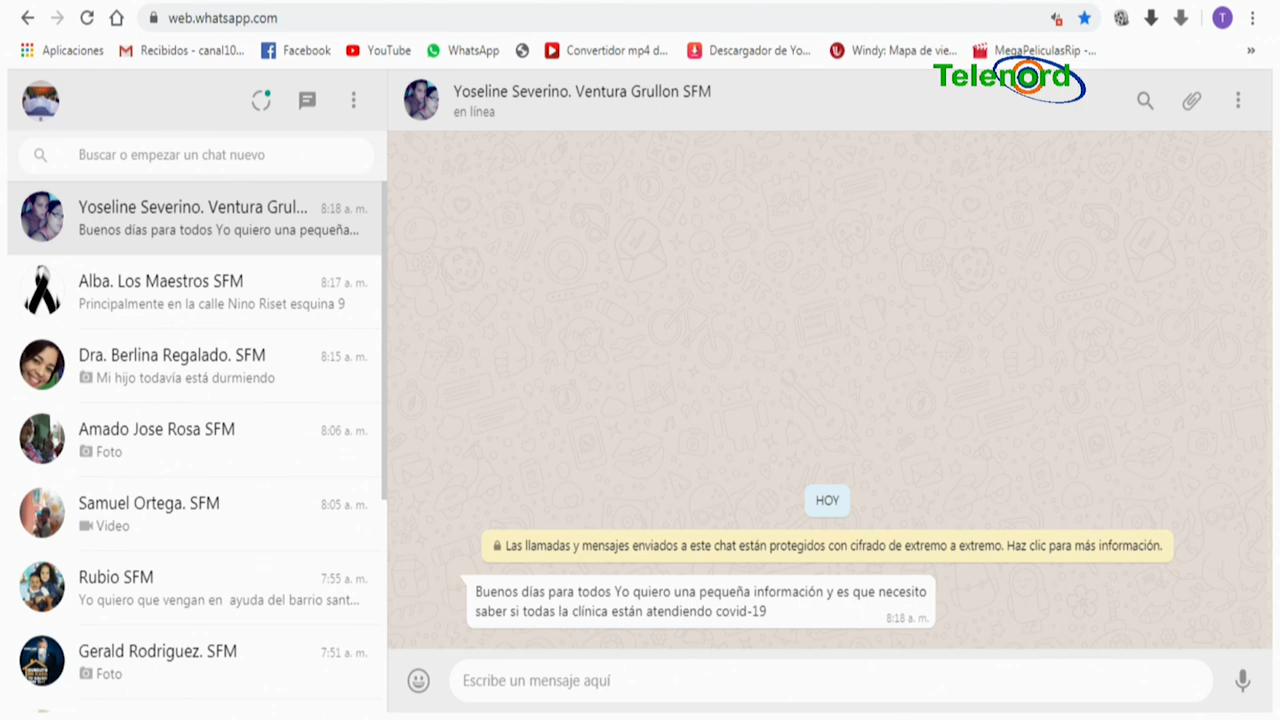 web.whatsapp.com
T
Aplicaciones
Recibidos - canal10...
Facebook
YouTube
WhatsApp
Convertidor mp4 d...
Descargador de Yo...
Windy: Mapa de vie...
MegaPeliculasRip -...
»
Telenord
Yoseline Severino. Ventura Grullon SFM
en línea
Buscar o empezar un chat nuevo
Yoseline Severino. Ventura Grul... 8:18 a. m.
Buenos días para todos Yo quiero una pequeña...
Alba. Los Maestros SFM 8:17 a. m.
Principalmente en la calle Nino Riset esquina 9
Dra. Berlina Regalado. SFM 8:15 a. m.
Mi hijo todavía está durmiendo
Amado Jose Rosa SFM 8:06 a. m.
Foto
Samuel Ortega. SFM 8:05 a. m.
Video
Rubio SFM 7:55 a. m.
Yo quiero que vengan en ayuda del barrio sant...
Gerald Rodriguez. SFM 7:51 a. m.
Foto
HOY
Las llamadas y mensajes enviados a este chat están protegidos con cifrado de extremo a extremo. Haz clic para más información.
Buenos días para todos Yo quiero una pequeña información y es que necesito
saber si todas la clínica están atendiendo covid-19
8:18 a. m.
Escribe un mensaje aquí